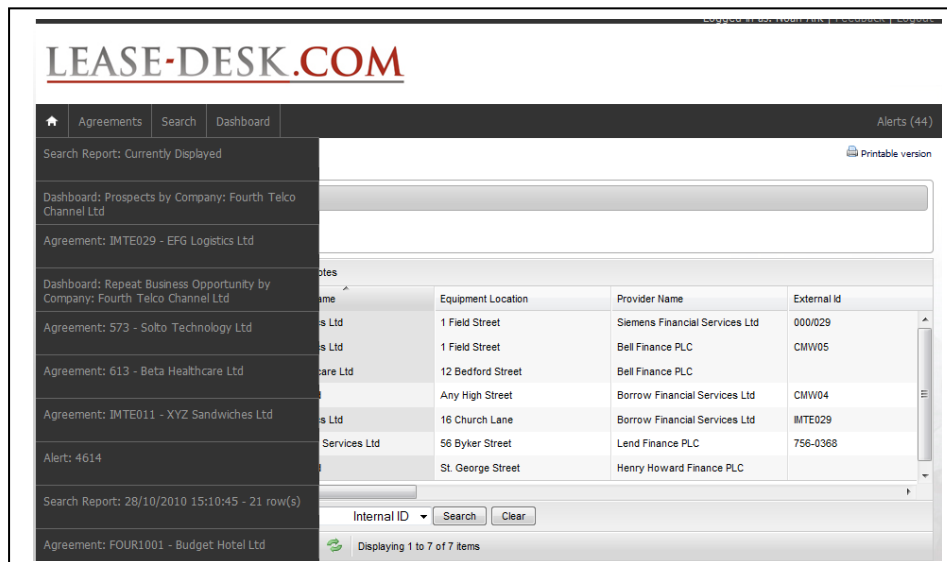 Logged in as: Noah Ark | Feedback | Logout
LEASE-DESK.COM
Agreements Search Dashboard Alerts (44)
Search Report: Currently Displayed
Printable version
Dashboard: Prospects by Company: Fourth Telco
Channel Ltd
Agreement: IMTE029 - EFG Logistics Ltd
Dashboard: Repeat Business Opportunity by
Company: Fourth Telco Channel Ltd
Agreement: 573 - Solto Technology Ltd
Agreement: 613 - Beta Healthcare Ltd
Agreement: IMTE011 - XYZ Sandwiches Ltd
Alert: 4614
Search Report: 28/10/2010 15:10:45 - 21 row(s)
Agreement: FOUR1001 - Budget Hotel Ltd
otes
ame Equipment Location Provider Name External Id
s Ltd 1 Field Street Siemens Financial Services Ltd 000/029
s Ltd 1 Field Street Bell Finance PLC CMW05
care Ltd 12 Bedford Street Bell Finance PLC
Any High Street Borrow Financial Services Ltd CMW04
s Ltd 16 Church Lane Borrow Financial Services Ltd IMTE029
Services Ltd 56 Byker Street Lend Finance PLC 756-0368
St. George Street Henry Howard Finance PLC
Internal ID Search Clear
Displaying 1 to 7 of 7 items